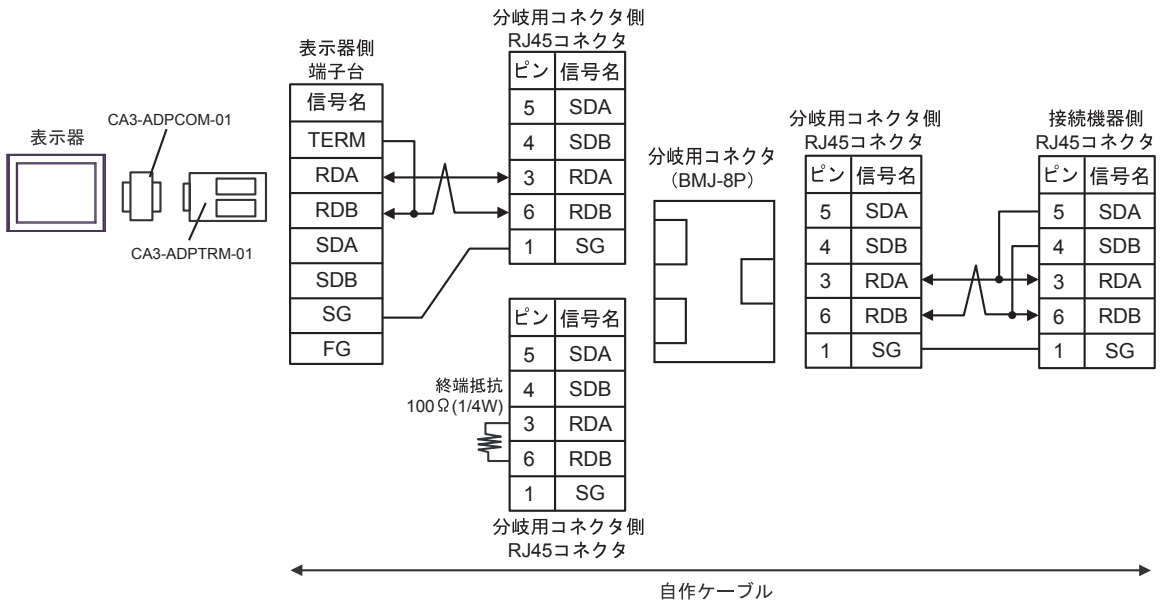 表示器
CA3-ADPCOM-01
CA3-ADPTRM-01
表示器側
端子台
信号名
TERM
RDA
RDB
SDA
SDB
SG
FG
分岐用コネクタ側
RJ45コネクタ
ピン 信号名
5 SDA
4 SDB
3 RDA
6 RDB
1 SG
終端抵抗
100Ω(1/4W)
ピン 信号名
5 SDA
4 SDB
3 RDA
6 RDB
1 SG
分岐用コネクタ側
RJ45コネクタ
分岐用コネクタ
（BMJ-8P）
分岐用コネクタ側
RJ45コネクタ
ピン 信号名
5 SDA
4 SDB
3 RDA
6 RDB
1 SG
接続機器側
RJ45コネクタ
ピン 信号名
5 SDA
4 SDB
3 RDA
6 RDB
1 SG
自作ケーブル